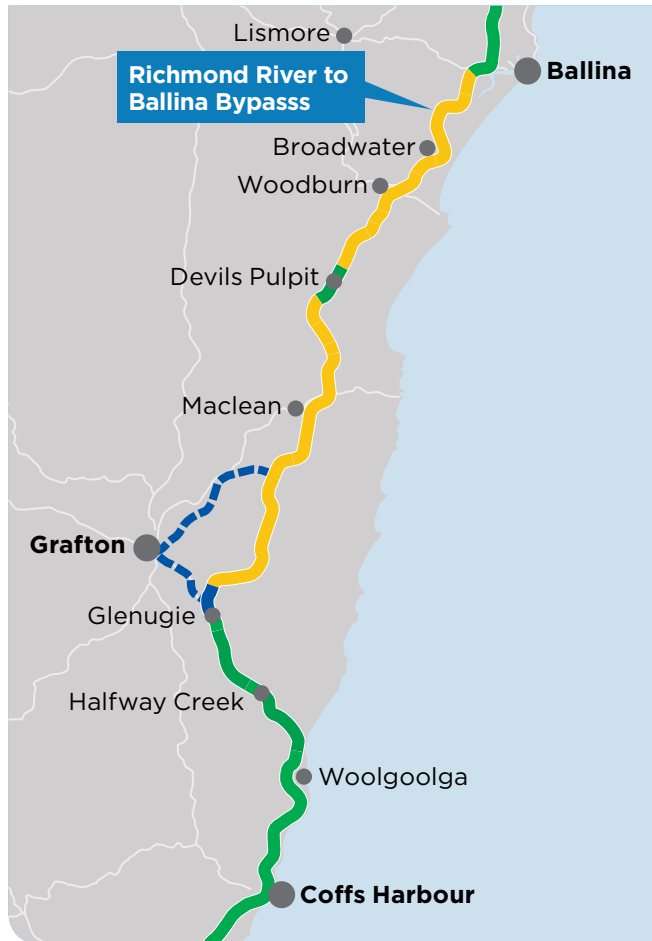 Lismore
Richmond River to
Ballina Bypasss
Ballina
Broadwater
Woodburn
Devils Pulpit
Maclean
Grafton
Glenugie
Halfway Creek
Woolgoolga
Coffs Harbour